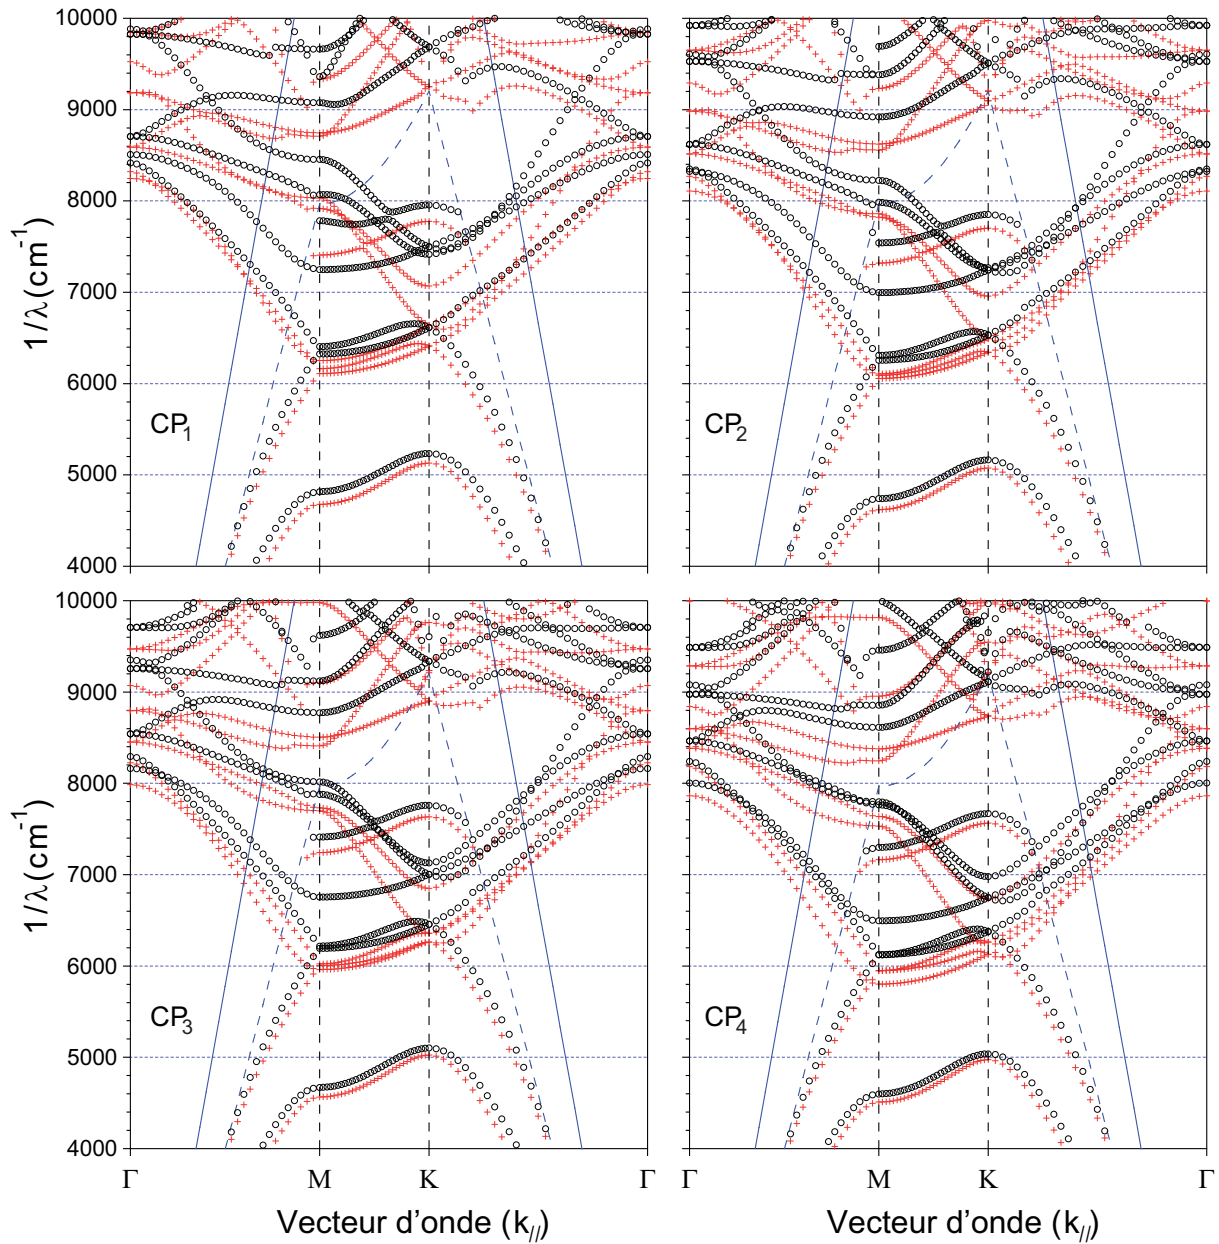 10000
9000
8000
7000
6000
5000
4000
1/λ(cm⁻¹)
CP₁
CP₂
10000
9000
8000
7000
6000
5000
4000
1/λ(cm⁻¹)
CP₃
CP₄
Γ M K Γ
Γ M K Γ
Vecteur d'onde (k//)
Vecteur d'onde (k//)